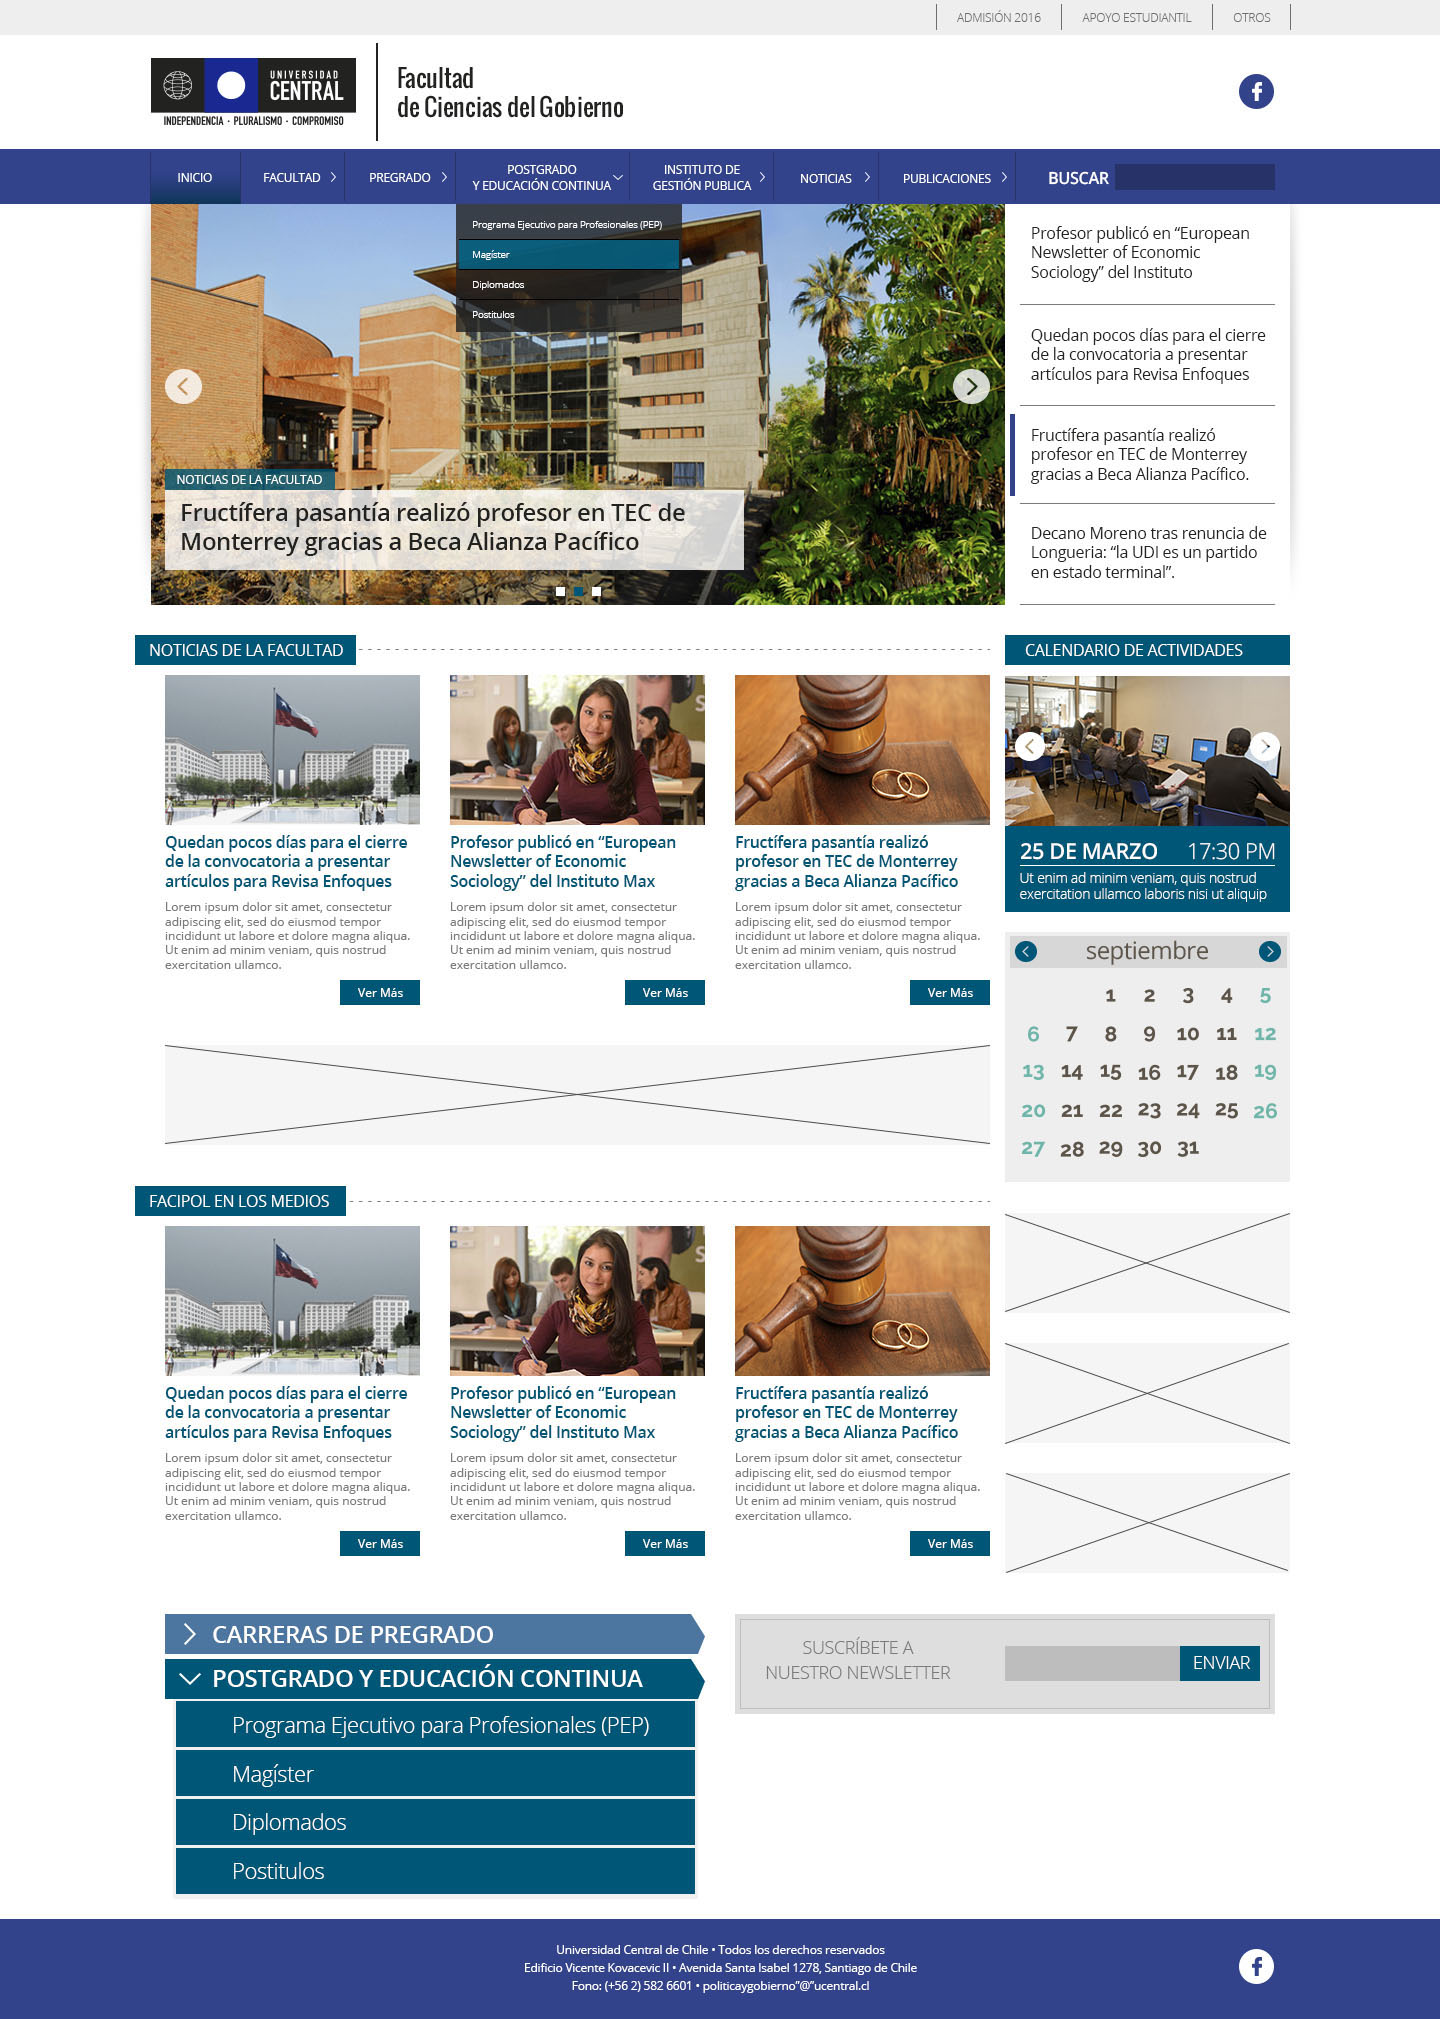 ADMISIÓN 2016
APOYO ESTUDIANTIL
OTROS
UNIVERSIDAD
CENTRAL
INDEPENDENCIA · PLURALISMO · COMPROMISO
Facultad
de Ciencias del Gobierno
INICIO
FACULTAD
PREGRADO
POSTGRADO
Y EDUCACIÓN CONTINUA
INSTITUTO DE
GESTIÓN PUBLICA
NOTICIAS
PUBLICACIONES
BUSCAR
Programa Ejecutivo para Profesionales (PEP)
Magíster
Diplomados
Postitulos
NOTICIAS DE LA FACULTAD
Fructífera pasantía realizó profesor en TEC de
Monterrey gracias a Beca Alianza Pacífico
Profesor publicó en “European
Newsletter of Economic
Sociology” del Instituto
Quedan pocos días para el cierre
de la convocatoria a presentar
artículos para Revisa Enfoques
Fructífera pasantía realizó
profesor en TEC de Monterrey
gracias a Beca Alianza Pacífico.
Decano Moreno tras renuncia de
Longueria: “la UDI es un partido
en estado terminal”.
NOTICIAS DE LA FACULTAD
Quedan pocos días para el cierre
de la convocatoria a presentar
artículos para Revisa Enfoques
Lorem ipsum dolor sit amet, consectetur
adipiscing elit, sed do eiusmod tempor
incididunt ut labore et dolore magna aliqua.
Ut enim ad minim veniam, quis nostrud
exercitation ullamco.
Ver Más
Profesor publicó en “European
Newsletter of Economic
Sociology” del Instituto Max
Lorem ipsum dolor sit amet, consectetur
adipiscing elit, sed do eiusmod tempor
incididunt ut labore et dolore magna aliqua.
Ut enim ad minim veniam, quis nostrud
exercitation ullamco.
Ver Más
Fructífera pasantía realizó
profesor en TEC de Monterrey
gracias a Beca Alianza Pacífico
Lorem ipsum dolor sit amet, consectetur
adipiscing elit, sed do eiusmod tempor
incididunt ut labore et dolore magna aliqua.
Ut enim ad minim veniam, quis nostrud
exercitation ullamco.
Ver Más
CALENDARIO DE ACTIVIDADES
25 DE MARZO 17:30 PM
Ut enim ad minim veniam, quis nostrud
exercitation ullamco laboris nisi ut aliquip
septiembre
1 2 3 4 5
6 7 8 9 10 11 12
13 14 15 16 17 18 19
20 21 22 23 24 25 26
27 28 29 30 31
FACIPOL EN LOS MEDIOS
Quedan pocos días para el cierre
de la convocatoria a presentar
artículos para Revisa Enfoques
Lorem ipsum dolor sit amet, consectetur
adipiscing elit, sed do eiusmod tempor
incididunt ut labore et dolore magna aliqua.
Ut enim ad minim veniam, quis nostrud
exercitation ullamco.
Ver Más
Profesor publicó en “European
Newsletter of Economic
Sociology” del Instituto Max
Lorem ipsum dolor sit amet, consectetur
adipiscing elit, sed do eiusmod tempor
incididunt ut labore et dolore magna aliqua.
Ut enim ad minim veniam, quis nostrud
exercitation ullamco.
Ver Más
Fructífera pasantía realizó
profesor en TEC de Monterrey
gracias a Beca Alianza Pacífico
Lorem ipsum dolor sit amet, consectetur
adipiscing elit, sed do eiusmod tempor
incididunt ut labore et dolore magna aliqua.
Ut enim ad minim veniam, quis nostrud
exercitation ullamco.
Ver Más
CARRERAS DE PREGRADO
POSTGRADO Y EDUCACIÓN CONTINUA
Programa Ejecutivo para Profesionales (PEP)
Magíster
Diplomados
Postitulos
SUSCRÍBETE A
NUESTRO NEWSLETTER
ENVIAR
Universidad Central de Chile • Todos los derechos reservados
Edificio Vicente Kovacevic II • Avenida Santa Isabel 1278, Santiago de Chile
Fono: (+56 2) 582 6601 • politicaygobierno"@"ucentral.cl